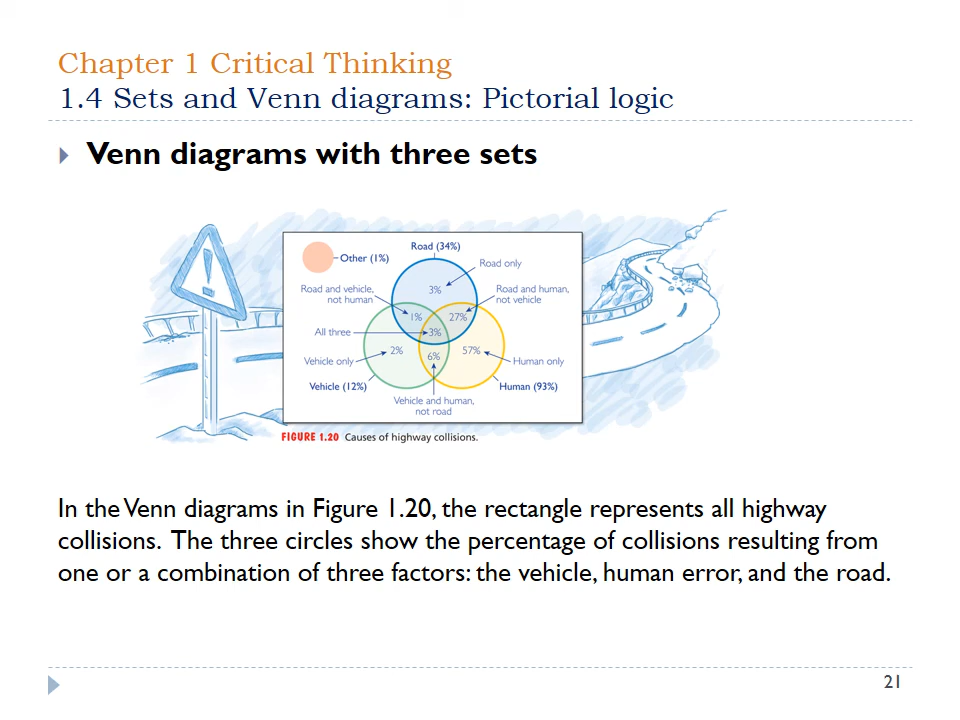 Chapter 1 Critical Thinking
1.4 Sets and Venn diagrams: Pictorial logic
Venn diagrams with three sets
Road (34%)
Other (1%)
Road only
3%
Road and vehicle,
not human
Road and human,
not vehicle
1%
27%
All three
3%
2%
57%
6%
Vehicle only
Human only
Vehicle (12%)
Human (93%)
Vehicle and human,
not road
FIGURE 1.20 Causes of highway collisions.
In the Venn diagrams in Figure 1.20, the rectangle represents all highway
collisions. The three circles show the percentage of collisions resulting from
one or a combination of three factors: the vehicle, human error, and the road.
21